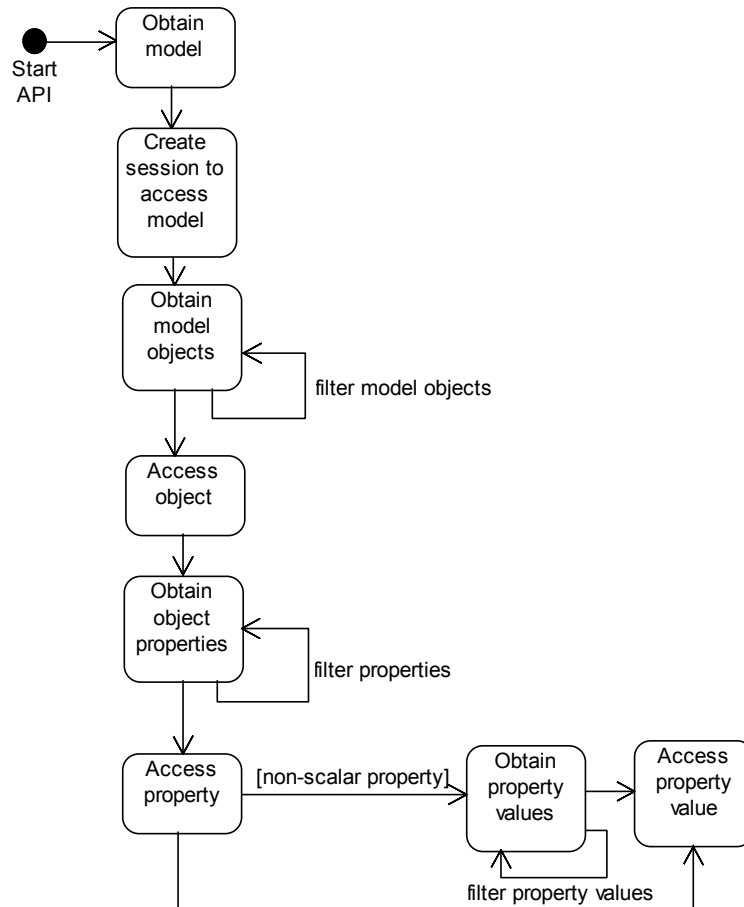 Obtain
model
Start
API
Create
session to
access
model
Obtain
model
objects
filter model objects
Access
object
Obtain
object
properties
filter properties
Access
property
[non-scalar property]
Obtain
property
values
Access
property
value
filter property values